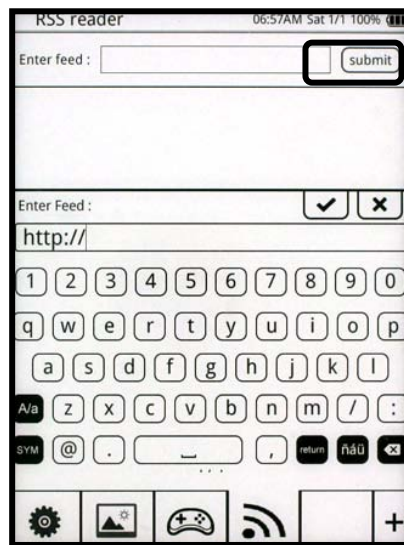 RSS reader 06:57AM Sat 1/1 100%
Enter feed : submit
Enter Feed :
http://
1 2 3 4 5 6 7 8 9 0
q w e r t y u i o p
a s d f g h j k l
A/a z x c v b n m / :
SYM @ . , return ñáü
+